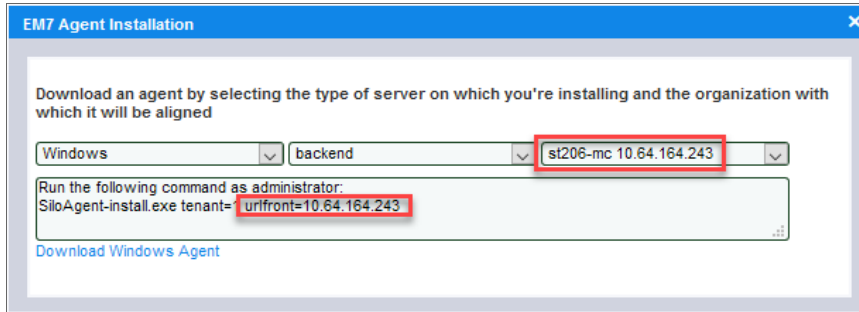 EM7 Agent Installation
Download an agent by selecting the type of server on which you're installing and the organization with
which it will be aligned
Windows backend st206-mc 10.64.164.243
Run the following command as administrator:
SiloAgent-install.exe tenant=1 urlfront=10.64.164.243
Download Windows Agent